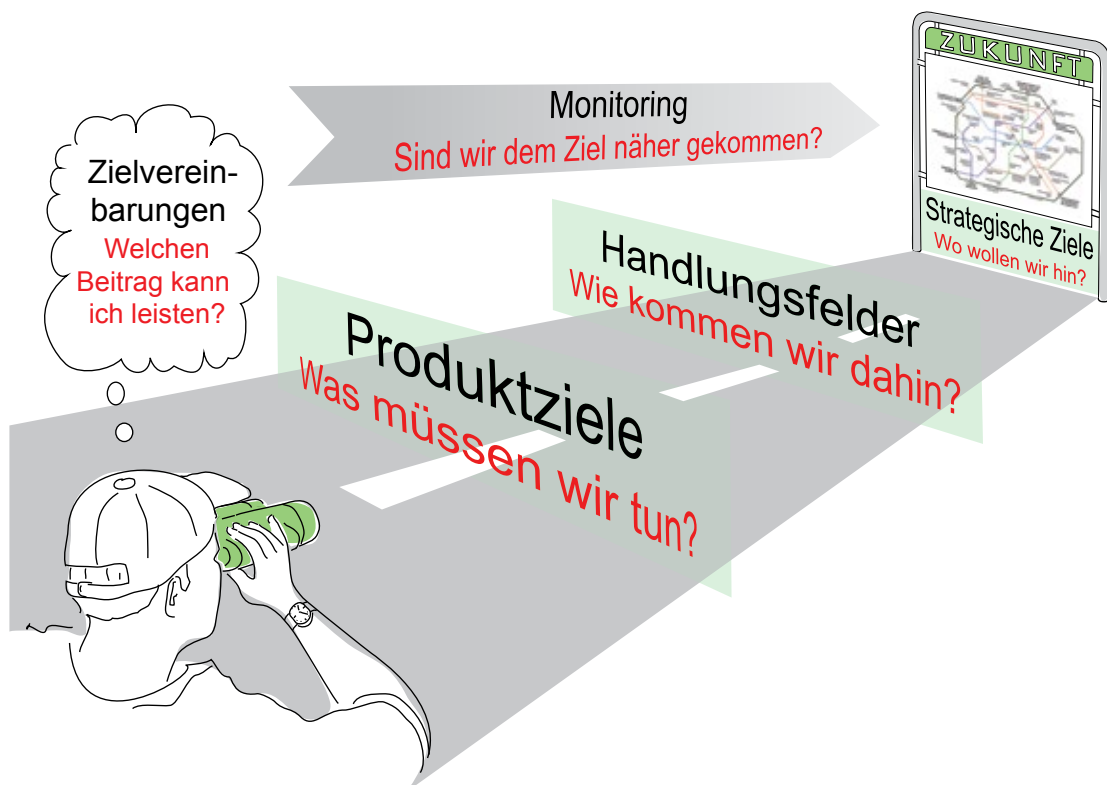 ZUKUNFT
Monitoring
Sind wir dem Ziel näher gekommen?
Zielverein-
barungen
Welchen
Beitrag kann
ich leisten?
Strategische Ziele
Wo wollen wir hin?
Handlungsfelder
Wie kommen wir dahin?
Produktziele
Was müssen wir tun?